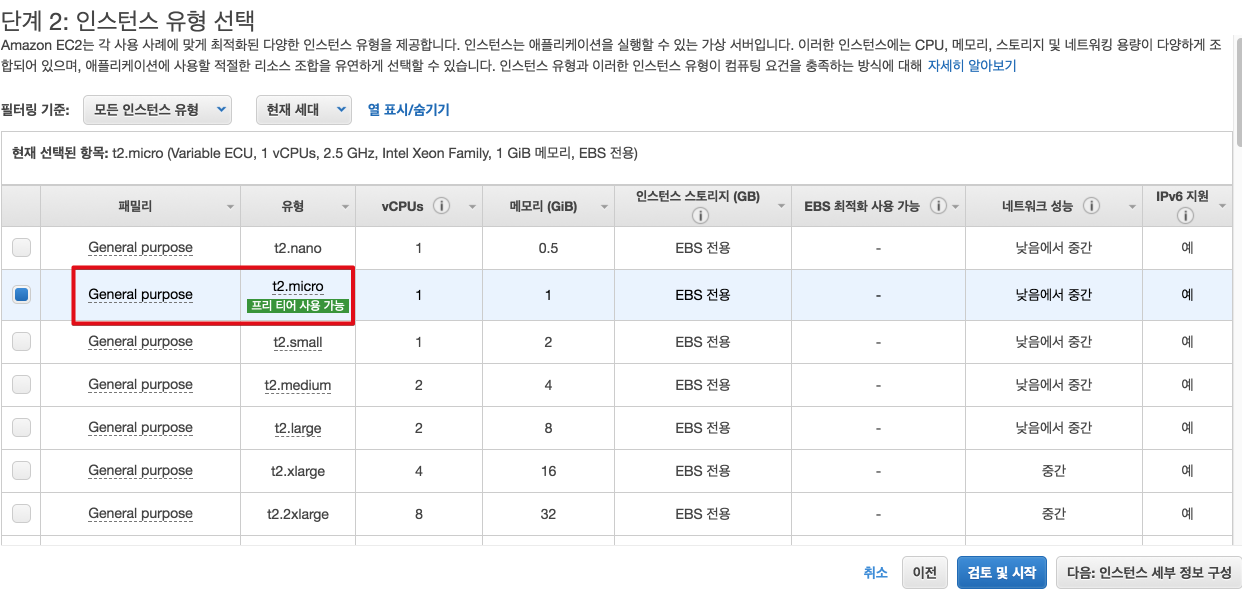 단계 2: 인스턴스 유형 선택
Amazon EC2는 각 사용 사례에 맞게 최적화된 다양한 인스턴스 유형을 제공합니다. 인스턴스는 애플리케이션을 실행할 수 있는 가상 서버입니다. 이러한 인스턴스에는 CPU, 메모리, 스토리지 및 네트워킹 용량이 다양하게 조
합되어 있으며, 애플리케이션에 사용할 적절한 리소스 조합을 유연하게 선택할 수 있습니다. 인스턴스 유형과 이러한 인스턴스 유형이 컴퓨팅 요건을 충족하는 방식에 대해 자세히 알아보기
필터링 기준: 모든 인스턴스 유형 현재 세대 열 표시/숨기기
현재 선택된 항목: t2.micro (Variable ECU, 1 vCPUs, 2.5 GHz, Intel Xeon Family, 1 GiB 메모리, EBS 전용)
패밀리 유형 vCPUs 메모리 (GiB) 인스턴스 스토리지 (GB) EBS 최적화 사용 가능 네트워크 성능 IPv6 지원
General purpose t2.nano 1 0.5 EBS 전용 - 낮음에서 중간 예
General purpose t2.micro 1 1 EBS 전용 - 낮음에서 중간 예
프리 티어 사용 가능
General purpose t2.small 1 2 EBS 전용 - 낮음에서 중간 예
General purpose t2.medium 2 4 EBS 전용 - 낮음에서 중간 예
General purpose t2.large 2 8 EBS 전용 - 낮음에서 중간 예
General purpose t2.xlarge 4 16 EBS 전용 - 중간 예
General purpose t2.2xlarge 8 32 EBS 전용 - 중간 예
취소 이전 검토 및 시작 다음: 인스턴스 세부 정보 구성